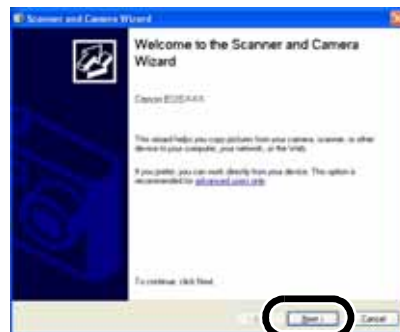 Scanner and Camera Wizard
Welcome to the Scanner and Camera
Wizard
Canon
This wizard helps you copy pictures from your camera, scanner, or other
device to your computer, your network, or the Web.
If you prefer, you can work directly from your device. This option is
recommended for advanced users only.
To continue, click Next.
Next >
Cancel